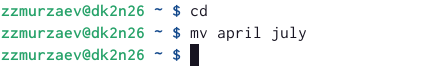 zzmurzaev@dk2n26 ~ $ cd
zzmurzaev@dk2n26 ~ $ mv april july
zzmurzaev@dk2n26 ~ $